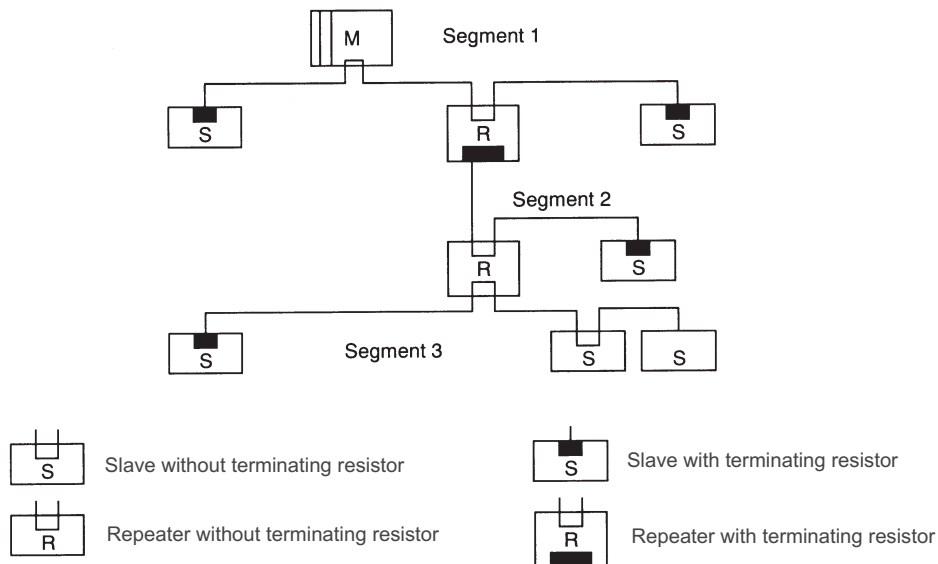 M
Segment 1
S
R
S
Segment 2
R
S
S
Segment 3
S
S
S
Slave without terminating resistor
S
Slave with terminating resistor
R
Repeater without terminating resistor
R
Repeater with terminating resistor